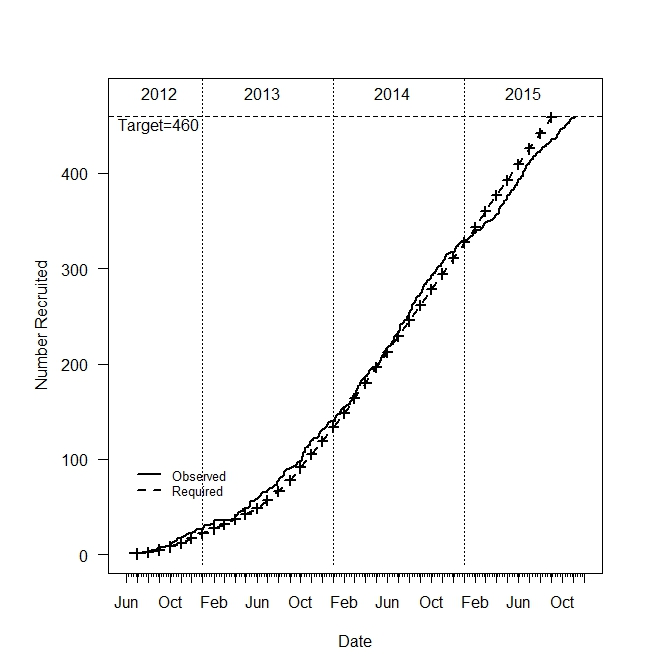 2012 2013 2014 2015
Target=460
400
300
200
100
0
Number Recruited
Observed
Required
Jun Oct Feb Jun Oct Feb Jun Oct Feb Jun Oct
Date